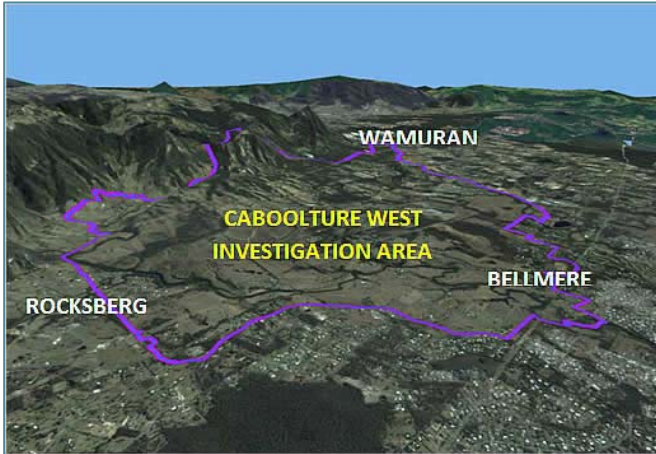 WAMURAN
CABOOLTURE WEST
INVESTIGATION AREA
BELLMERE
ROCKSBERG